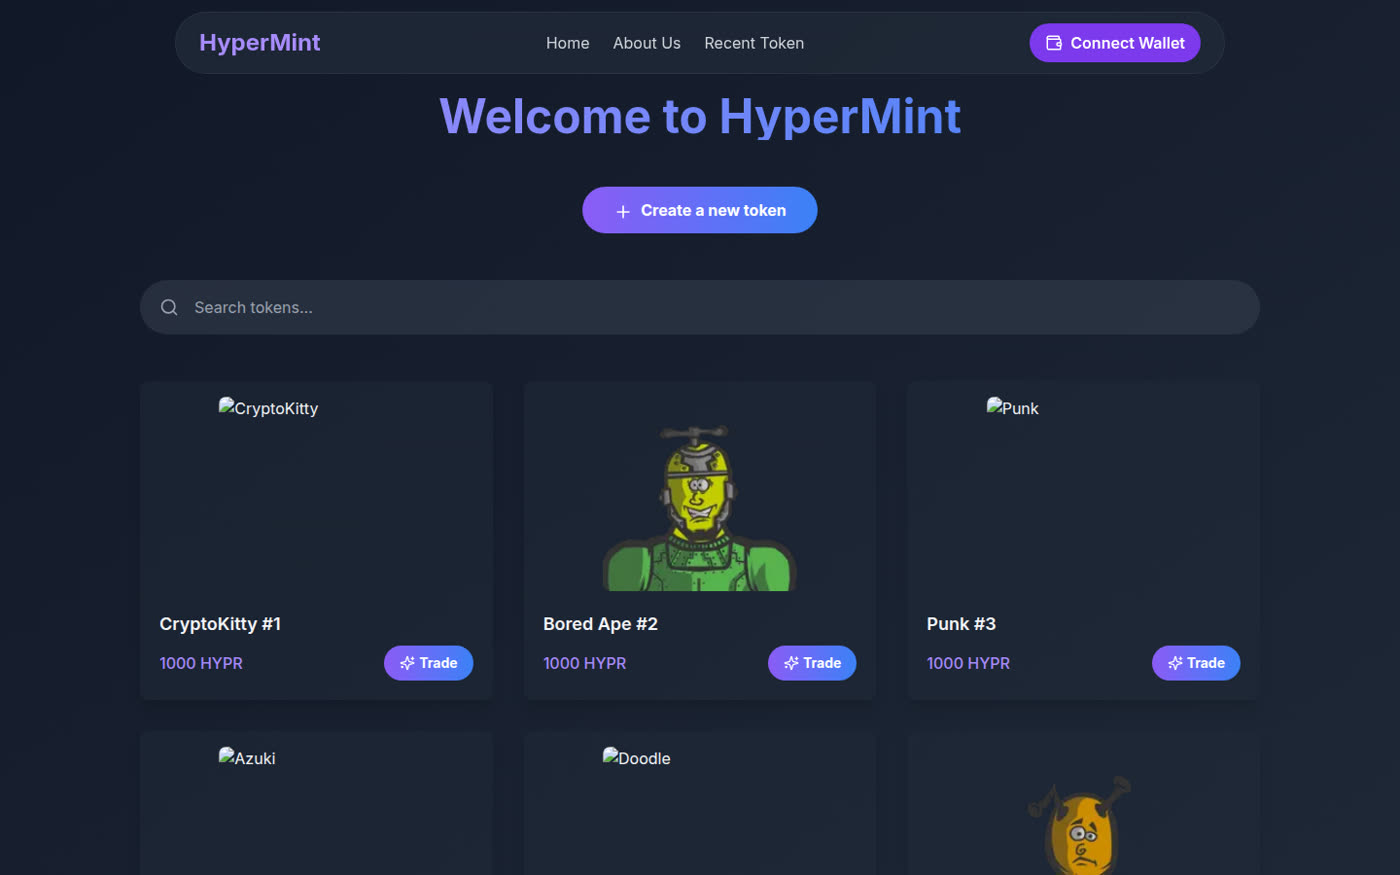 HyperMint
Home About Us Recent Token
Connect Wallet
Welcome to HyperMint
Create a new token
Search tokens...
CryptoKitty
Punk
CryptoKitty #1
Bored Ape #2
Punk #3
1000 HYPR
Trade
1000 HYPR
Trade
1000 HYPR
Trade
Azuki
Doodle